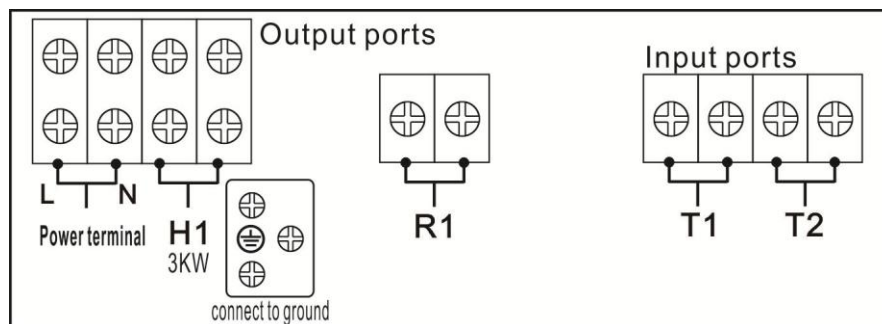 Output ports
Input ports
L
N
Power terminal
H1
3KW
connect to ground
R1
T1
T2